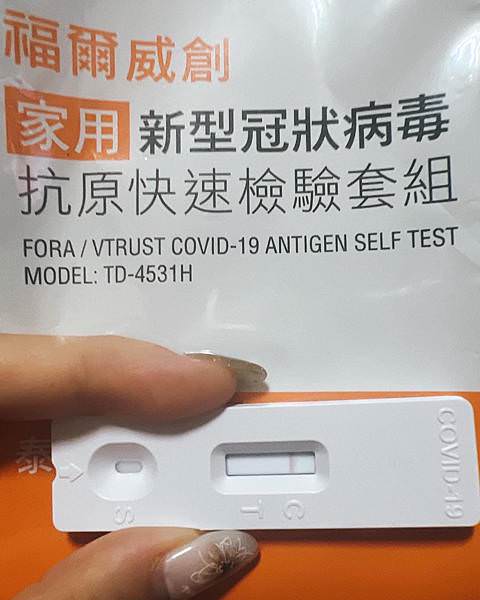 福爾威創
家用 新型冠狀病毒
抗原快速檢驗套組
FORA / VTRUST COVID-19 ANTIGEN SELF TEST
MODEL: TD-4531H
泰
COVID-19
C
T
S